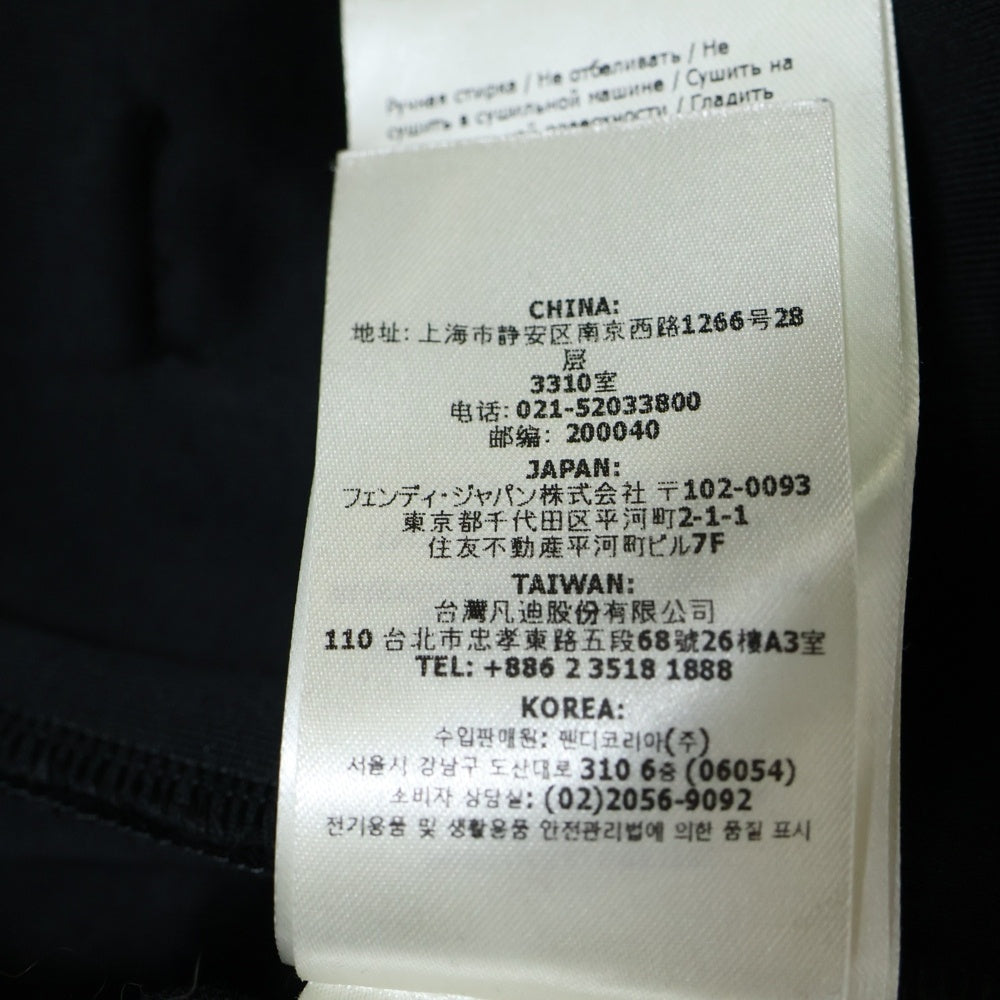 Ручная стирка / Не отбеливать / Не
сушить в сушильной машине / Сушить на
поверхности / Гладить
CHINA:
地址: 上海市静安区南京西路1266号28
层
3310室
电话: 021-52033800
邮编: 200040
JAPAN:
フェンディ・ジャパン株式会社 〒102-0093
東京都千代田区平河町2-1-1
住友不動産平河町ビル7F
TAIWAN:
台灣凡迪股份有限公司
110 台北市忠孝東路五段68號26樓A3室
TEL: +886 2 3518 1888
KOREA:
수입판매원: 펜디코리아(주)
서울시 강남구 도산대로 310 6층 (06054)
소비자 상담실: (02)2056-9092
전기용품 및 생활용품 안전관리법에 의한 품질 표시